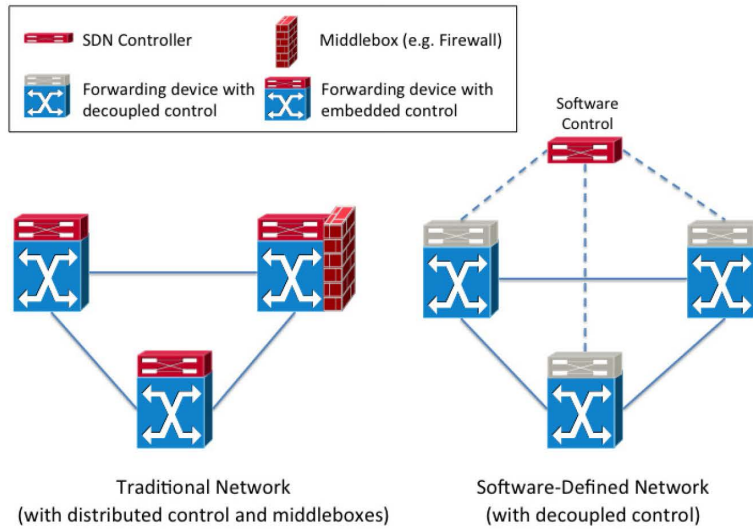 SDN Controller
Middlebox (e.g. Firewall)
Forwarding device with
decoupled control
Forwarding device with
embedded control
Software
Control
Traditional Network
(with distributed control and middleboxes)
Software-Defined Network
(with decoupled control)